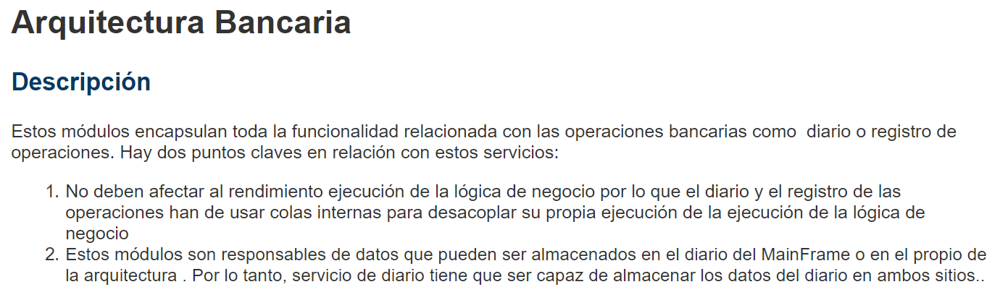 Arquitectura Bancaria
Descripción
Estos módulos encapsulan toda la funcionalidad relacionada con las operaciones bancarias como  diario o registro de
operaciones. Hay dos puntos claves en relación con estos servicios:
1. No deben afectar al rendimiento ejecución de la lógica de negocio por lo que el diario y el registro de las
operaciones han de usar colas internas para desacoplar su propia ejecución de la ejecución de la lógica de
negocio
2. Estos módulos son responsables de datos que pueden ser almacenados en el diario del MainFrame o en el propio de
la arquitectura . Por lo tanto, servicio de diario tiene que ser capaz de almacenar los datos del diario en ambos sitios..